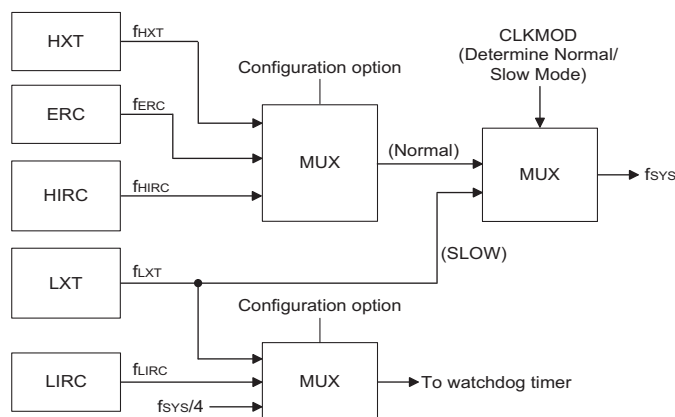 HXT
fHXT
CLKMOD
(Determine Normal/
Slow Mode)
Configuration option
ERC
fERC
MUX
(Normal)
MUX
fSYS
HIRC
fHIRC
(SLOW)
LXT
fLXT
Configuration option
LIRC
fLIRC
MUX
To watchdog timer
fSYS/4